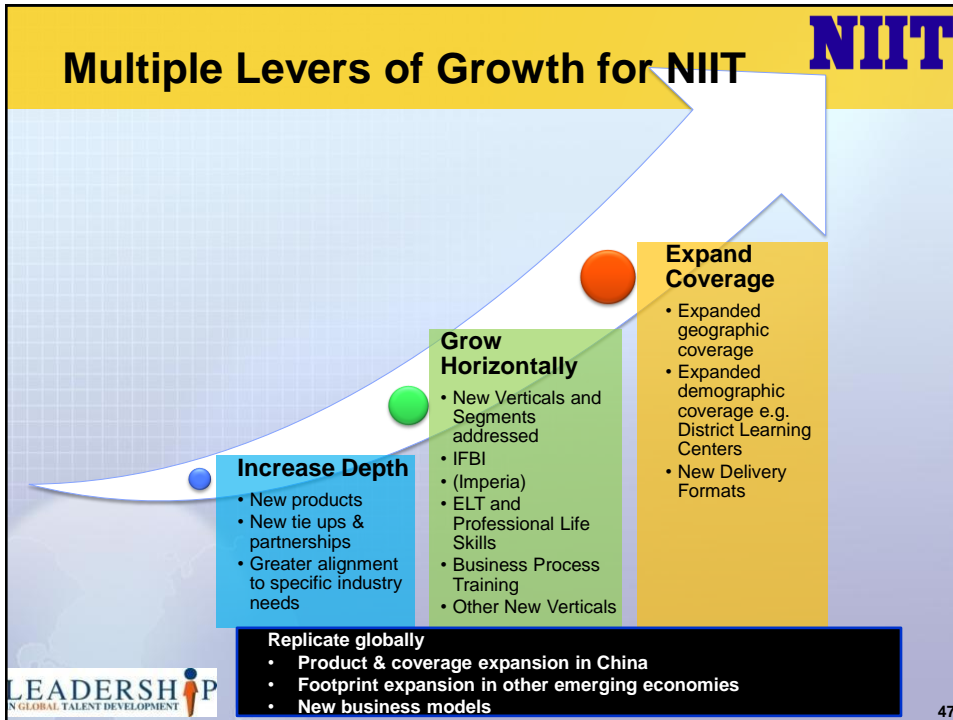 Multiple Levers of Growth for NIIT
NIIT
Increase Depth
• New products
• New tie ups &
partnerships
• Greater alignment
to specific industry
needs
Grow
Horizontally
• New Verticals and
Segments
addressed
• IFBI
• (Imperia)
• ELT and
Professional Life
Skills
• Business Process
Training
• Other New Verticals
Expand
Coverage
• Expanded
geographic
coverage
• Expanded
demographic
coverage e.g.
District Learning
Centers
• New Delivery
Formats
Replicate globally
• Product & coverage expansion in China
• Footprint expansion in other emerging economies
• New business models
LEADERSHIP
N GLOBAL TALENT DEVELOPMENT
47